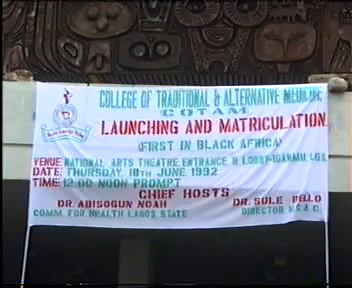 COLLEGE OF TRADITIONAL & ALTERNATIVE MEDICINE
COTAM
LAUNCHING AND MATRICULATION
(FIRST IN BLACK AFRICA)
VENUE: NATIONAL ARTS THEATRE, ENTRANCE & LOBBY-IGANMU LGS
DATE: THURSDAY, 18TH JUNE 1992
TIME: 12.00 NOON PROMPT
CHIEF HOSTS
DR. ABISOGUN NOAH
COMM. FOR HEALTH LAGOS STATE
DR. SULE BELLO
DIRECTOR N.C.A.C.